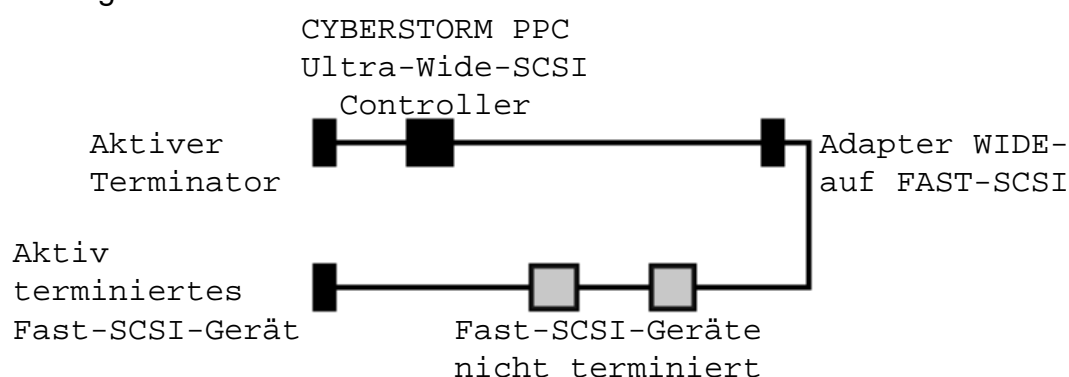 CYBERSTORM PPC
Ultra-Wide-SCSI
Controller
Aktiver
Terminator
Adapter WIDE-
auf FAST-SCSI
Aktiv
terminiertes
Fast-SCSI-Gerät
Fast-SCSI-Geräte
nicht terminiert